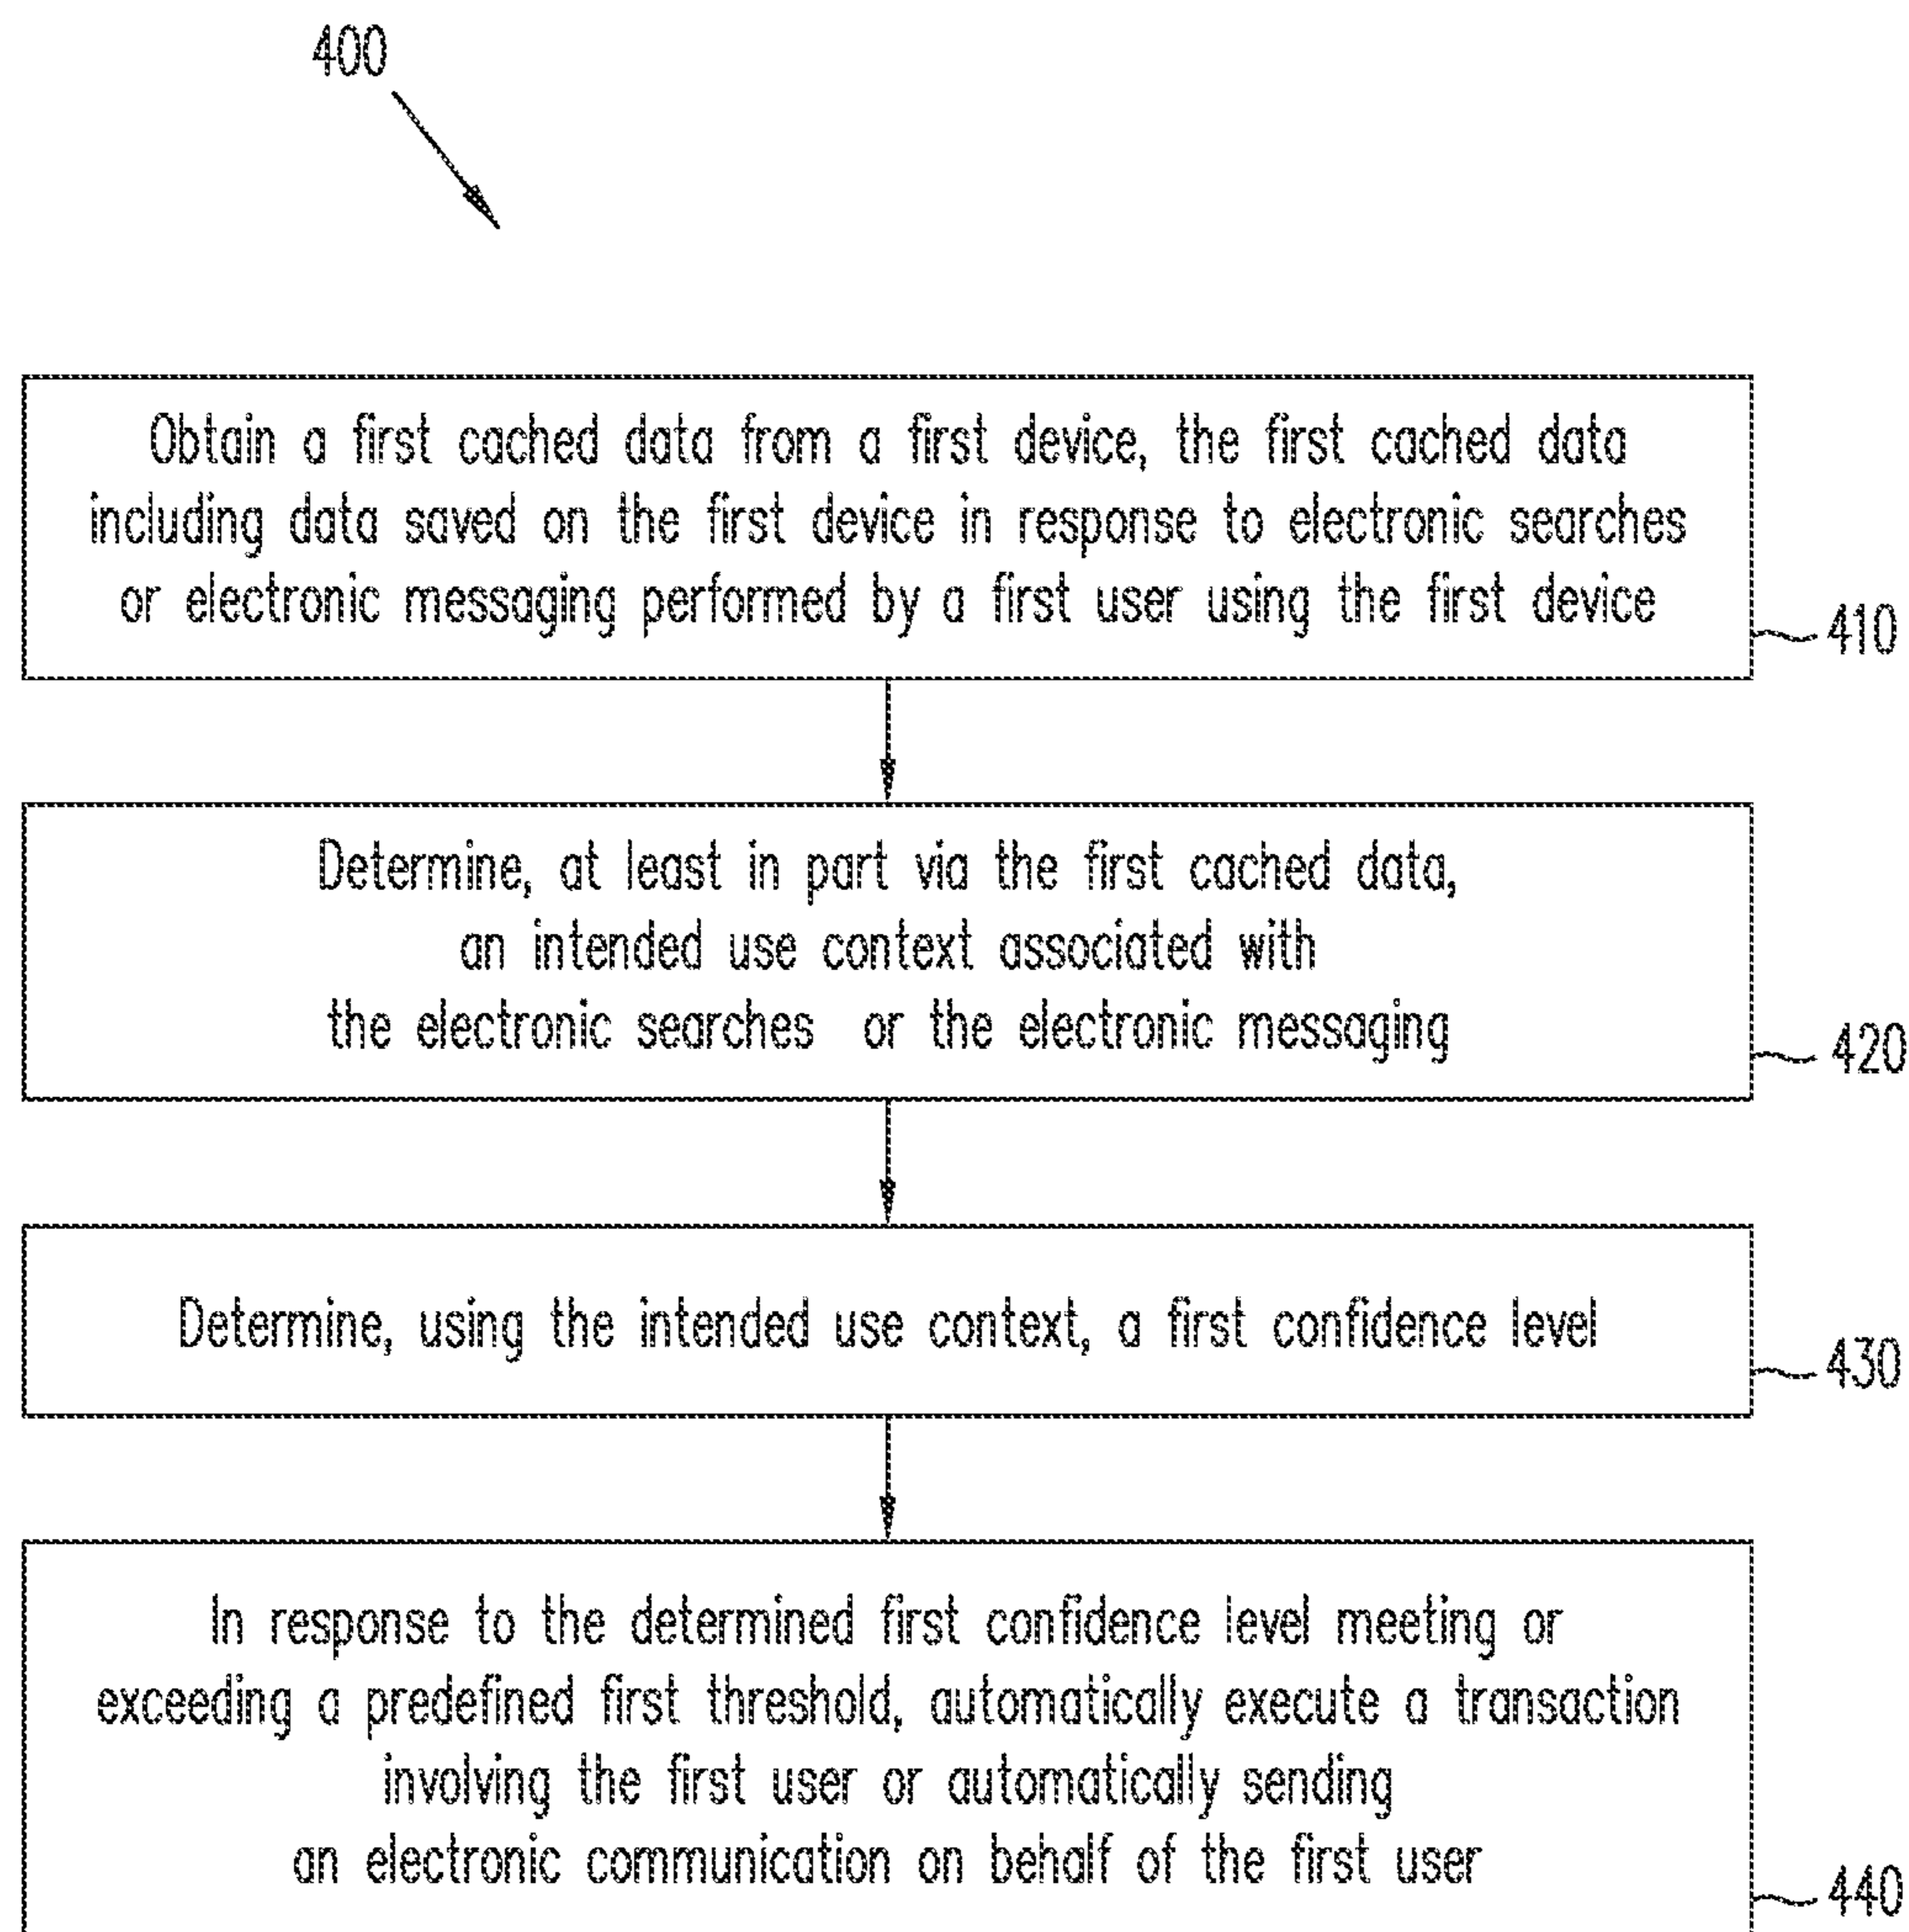 400
Obtain a first cached data from a first device, the first cached data
including data saved on the first device in response to electronic searches
or electronic messaging performed by a first user using the first device
410
Determine, at least in part via the first cached data,
an intended use context associated with
the electronic searches or the electronic messaging
420
Determine, using the intended use context, a first confidence level
430
In response to the determined first confidence level meeting or
exceeding a predefined first threshold, automatically execute a transaction
involving the first user or automatically sending
an electronic communication on behalf of the first user
440